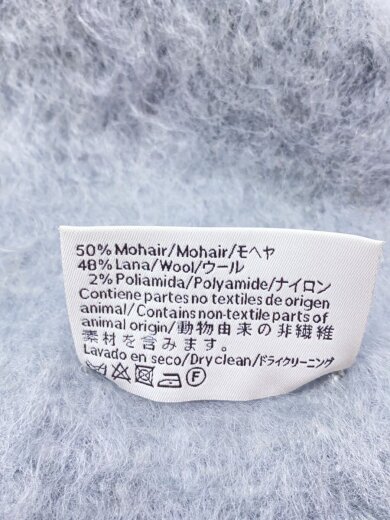 50% Mohair/Mohair/モヘヤ
48% Lana/Wool/ウール
2% Poliamida/Polyamide/ナイロン
Contiene partes no textiles de origen
animal/Contains non-textile parts of
animal origin/動物由来の非繊維
素材を含みます。
Lavado en seco/Dry clean/ドライクリーニング
F